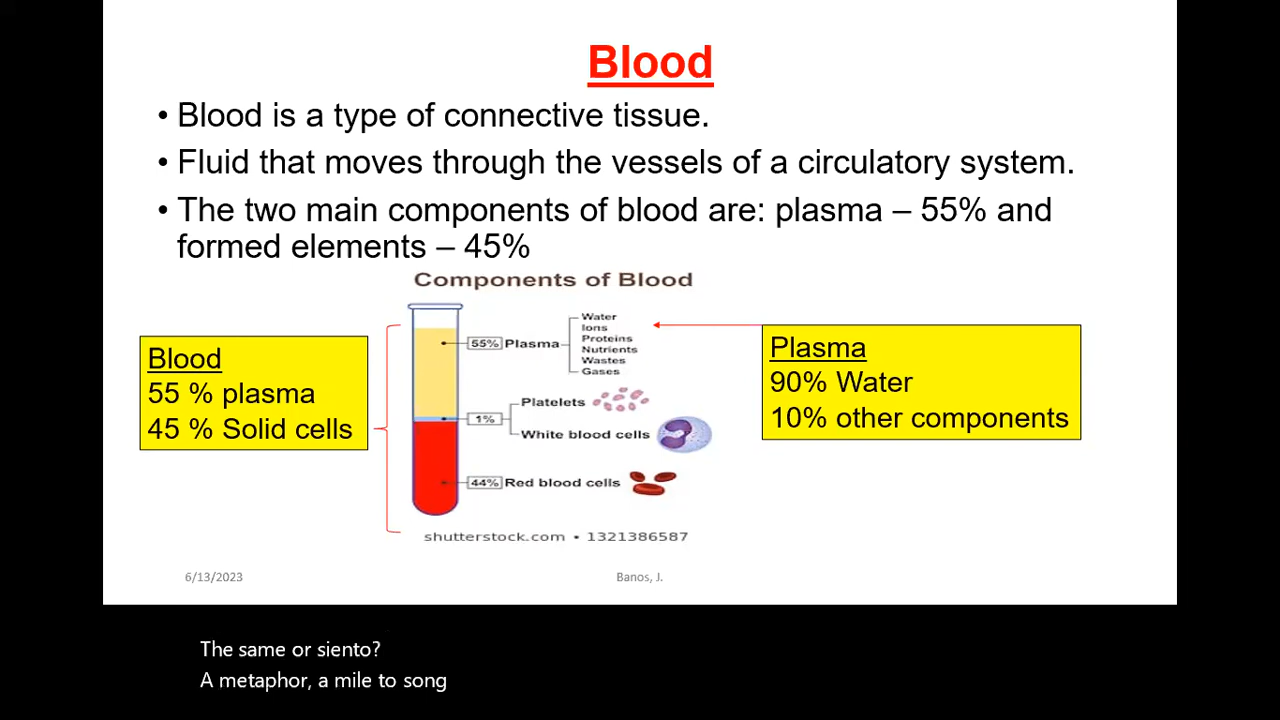 Blood
• Blood is a type of connective tissue.
• Fluid that moves through the vessels of a circulatory system.
• The two main components of blood are: plasma – 55% and
formed elements – 45%
Components of Blood
Blood
55 % plasma
45 % Solid cells
55% Plasma
Water
Ions
Proteins
Nutrients
Wastes
Gases
1%
Platelets
White blood cells
44% Red blood cells
Plasma
90% Water
10% other components
shutterstock.com • 1321386587
6/13/2023
Banos, J.
The same or siento?
A metaphor, a mile to song